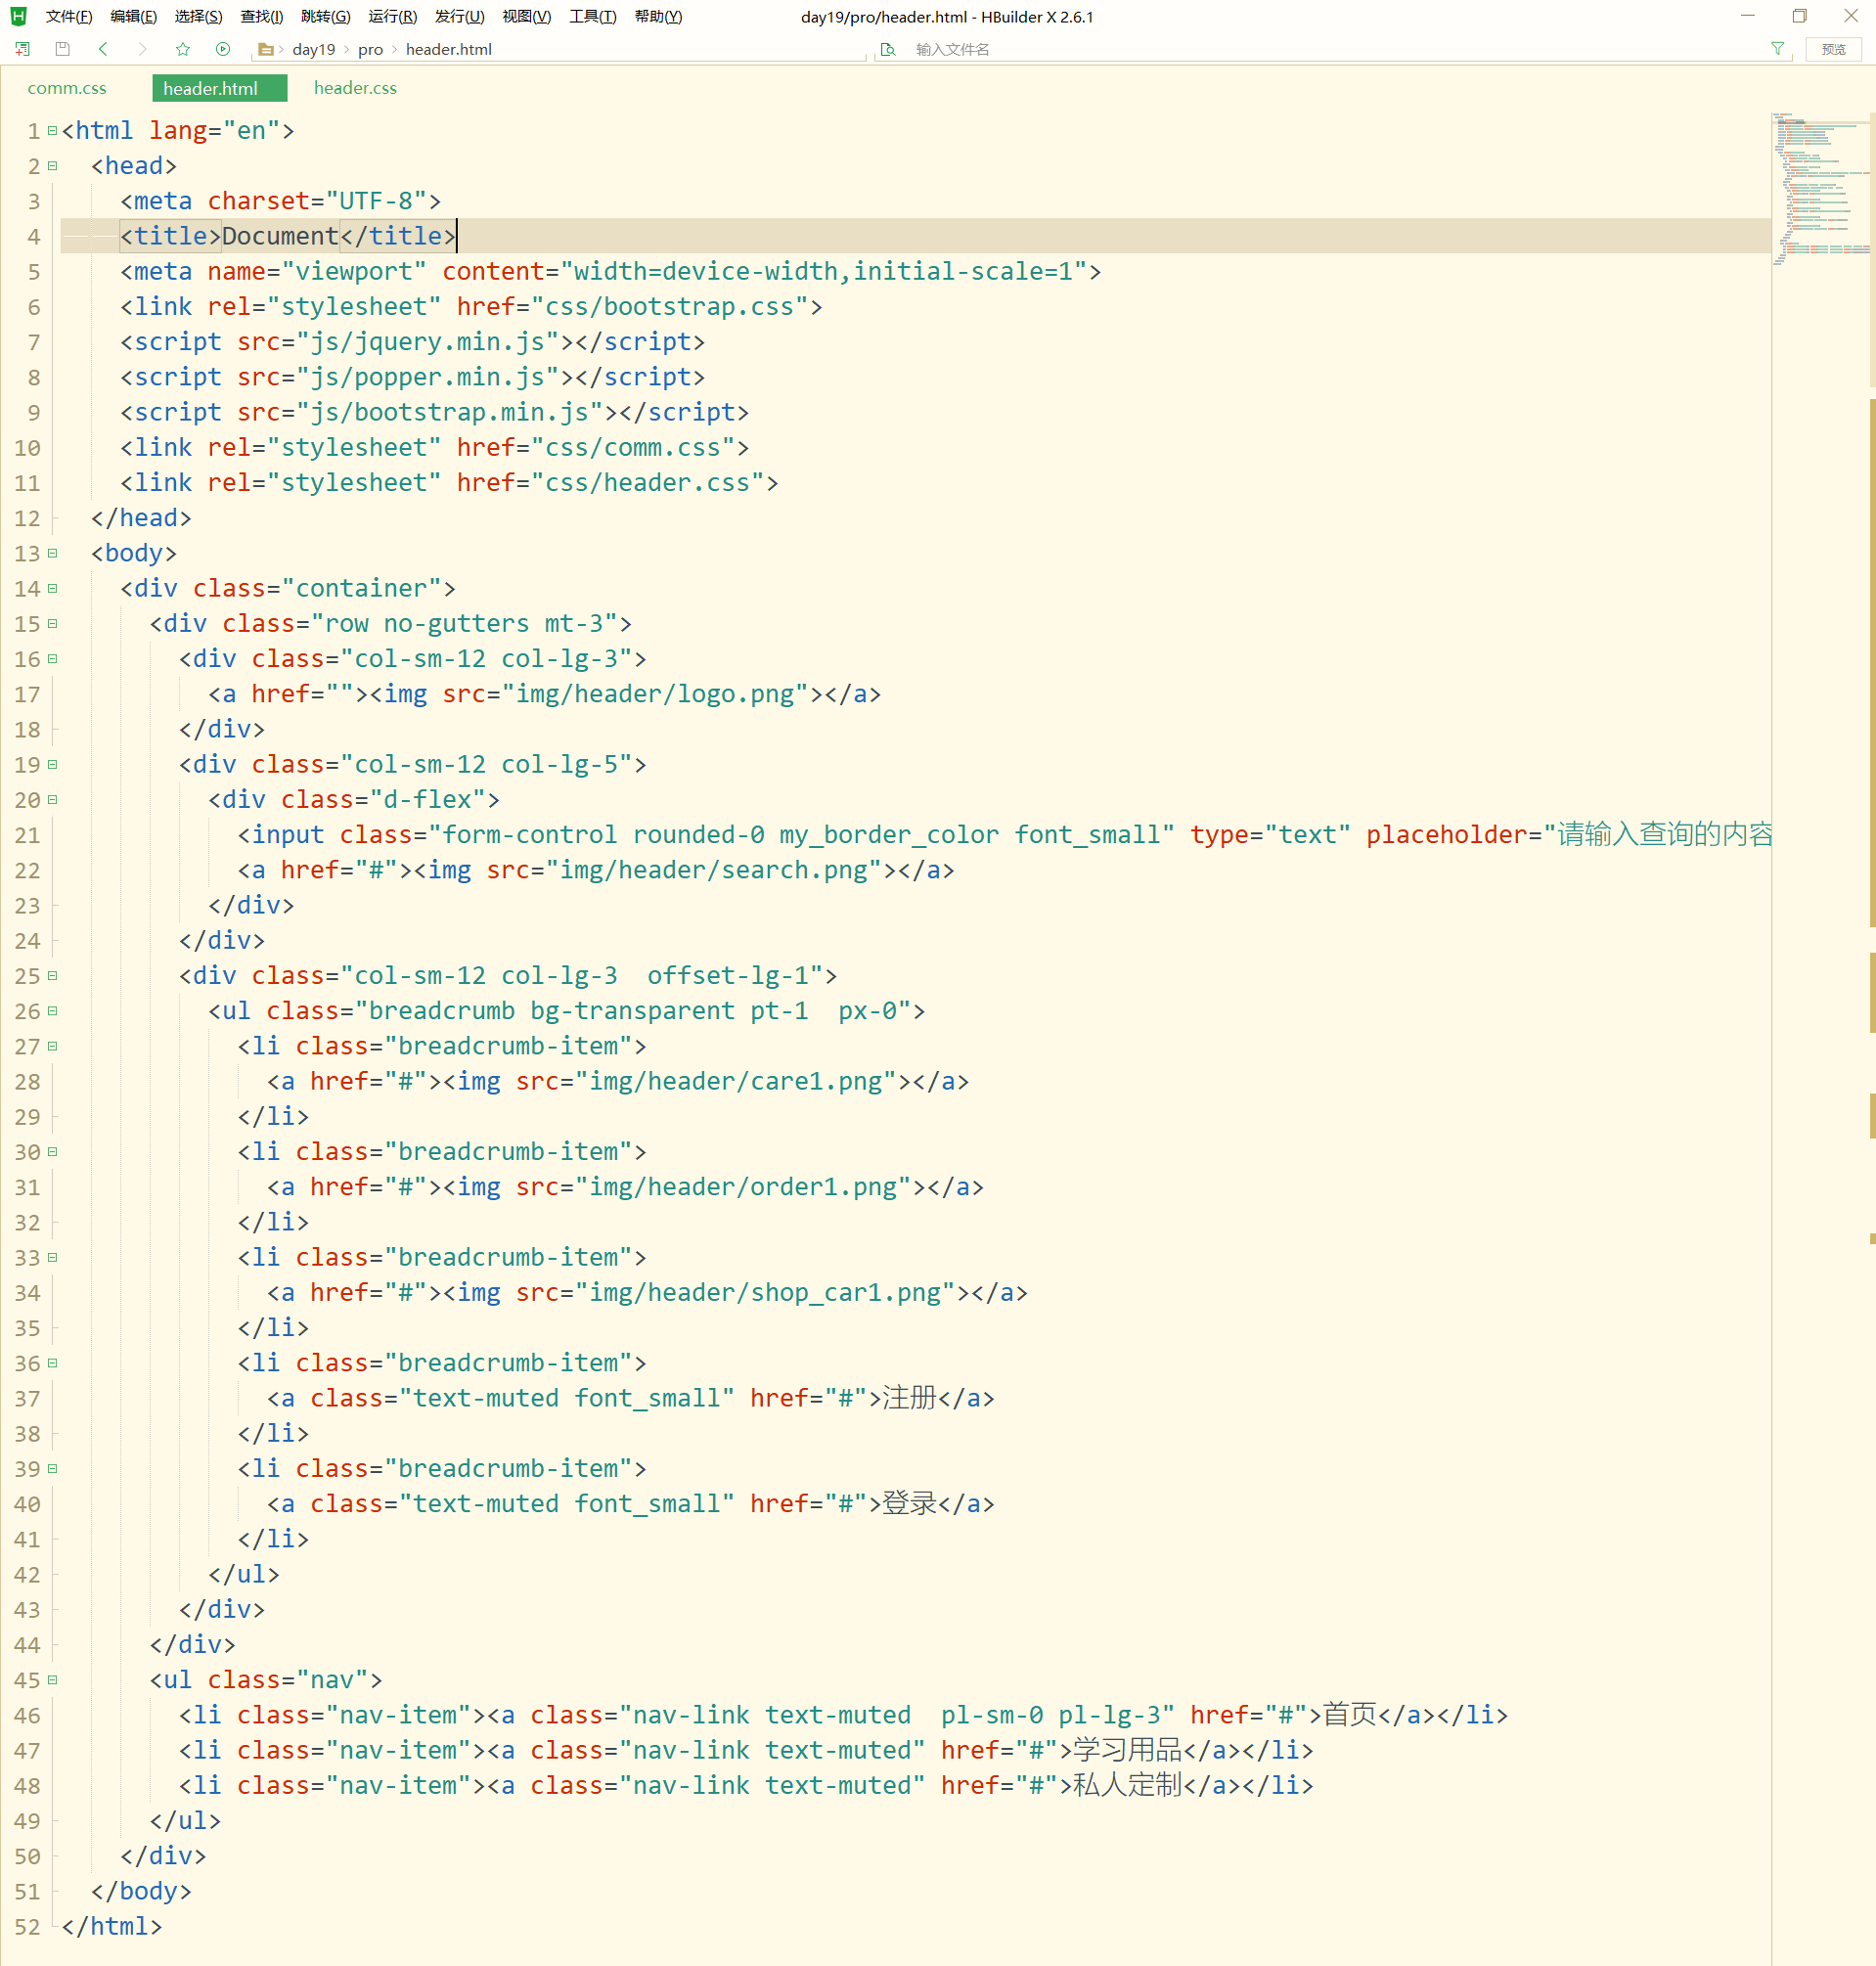 文件(F) 编辑(E) 选择(S) 查找(I) 跳转(G) 运行(R) 发行(U) 视图(V) 工具(T) 帮助(Y) day19/pro/header.html - HBuilder X 2.6.1
day19 pro header.html 输入文件名 预览
comm.css header.html header.css
1 <html lang="en">
2 <head>
3 <meta charset="UTF-8">
4 <title>Document</title>
5 <meta name="viewport" content="width=device-width,initial-scale=1">
6 <link rel="stylesheet" href="css/bootstrap.css">
7 <script src="js/jquery.min.js"></script>
8 <script src="js/popper.min.js"></script>
9 <script src="js/bootstrap.min.js"></script>
10 <link rel="stylesheet" href="css/comm.css">
11 <link rel="stylesheet" href="css/header.css">
12 </head>
13 <body>
14 <div class="container">
15 <div class="row no-gutters mt-3">
16 <div class="col-sm-12 col-lg-3">
17 <a href=""><img src="img/header/logo.png"></a>
18 </div>
19 <div class="col-sm-12 col-lg-5">
20 <div class="d-flex">
21 <input class="form-control rounded-0 my_border_color font_small" type="text" placeholder="请输入查询的内容
22 <a href="#"><img src="img/header/search.png"></a>
23 </div>
24 </div>
25 <div class="col-sm-12 col-lg-3  offset-lg-1">
26 <ul class="breadcrumb bg-transparent pt-1  px-0">
27 <li class="breadcrumb-item">
28 <a href="#"><img src="img/header/care1.png"></a>
29 </li>
30 <li class="breadcrumb-item">
31 <a href="#"><img src="img/header/order1.png"></a>
32 </li>
33 <li class="breadcrumb-item">
34 <a href="#"><img src="img/header/shop_car1.png"></a>
35 </li>
36 <li class="breadcrumb-item">
37 <a class="text-muted font_small" href="#">注册</a>
38 </li>
39 <li class="breadcrumb-item">
40 <a class="text-muted font_small" href="#">登录</a>
41 </li>
42 </ul>
43 </div>
44 </div>
45 <ul class="nav">
46 <li class="nav-item"><a class="nav-link text-muted  pl-sm-0 pl-lg-3" href="#">首页</a></li>
47 <li class="nav-item"><a class="nav-link text-muted" href="#">学习用品</a></li>
48 <li class="nav-item"><a class="nav-link text-muted" href="#">私人定制</a></li>
49 </ul>
50 </div>
51 </body>
52 </html>